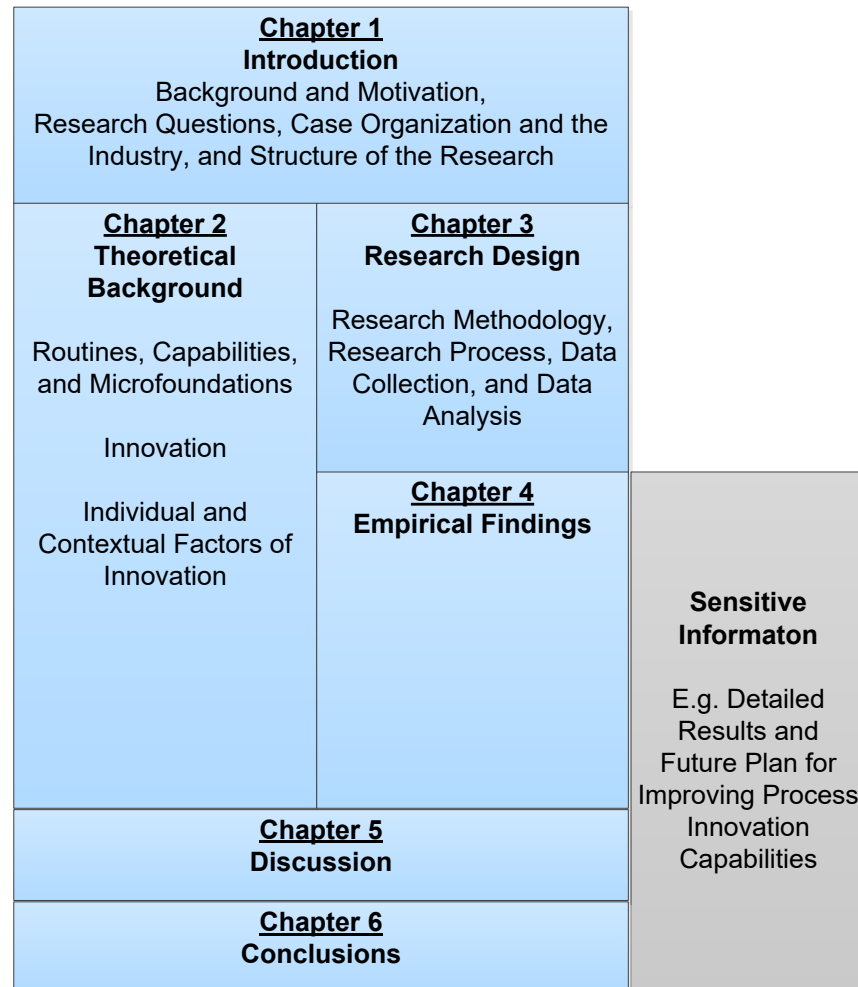 Chapter 1
Introduction
Background and Motivation,
Research Questions, Case Organization and the
Industry, and Structure of the Research
Chapter 2
Theoretical
Background
Routines, Capabilities,
and Microfoundations
Innovation
Individual and
Contextual Factors of
Innovation
Chapter 3
Research Design
Research Methodology,
Research Process, Data
Collection, and Data
Analysis
Chapter 4
Empirical Findings
Sensitive
Informaton
E.g. Detailed
Results and
Future Plan for
Improving Process
Innovation
Capabilities
Chapter 5
Discussion
Chapter 6
Conclusions